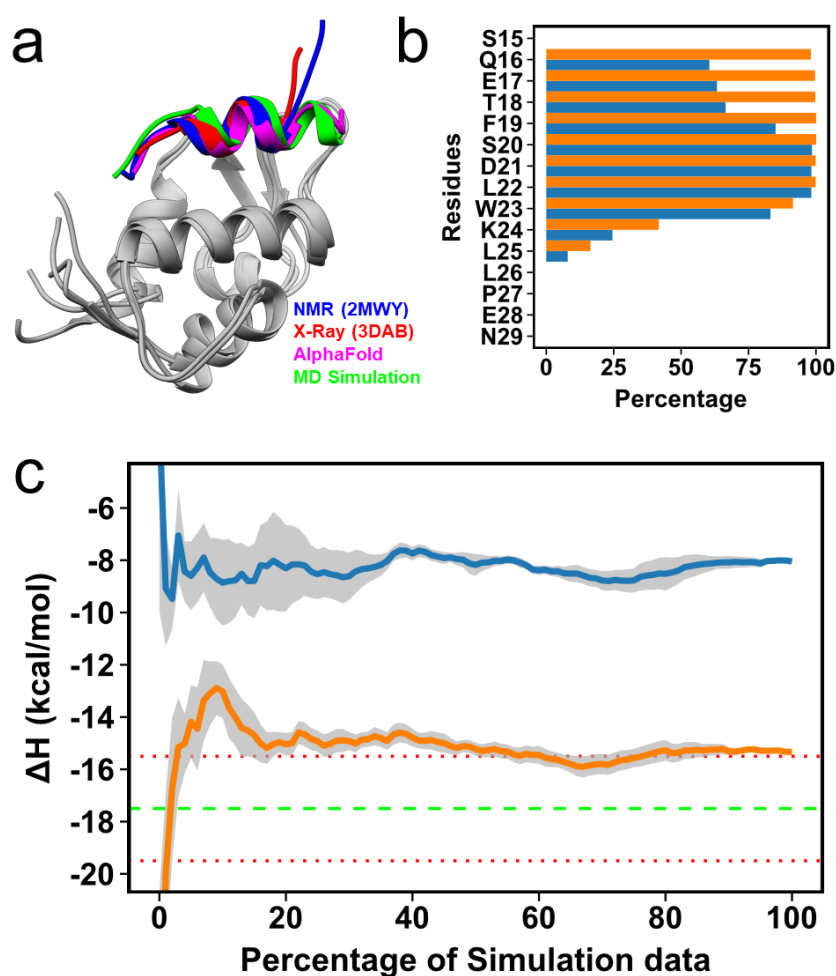 a
NMR (2MWY)
X-Ray (3DAB)
AlphaFold
MD Simulation
b
Residues
S15
Q16
E17
T18
F19
S20
D21
L22
W23
K24
L25
L26
P27
E28
N29
0 25 50 75 100
Percentage
c
ΔH (kcal/mol)
-6
-8
-10
-12
-14
-16
-18
-20
0 20 40 60 80 100
Percentage of Simulation data